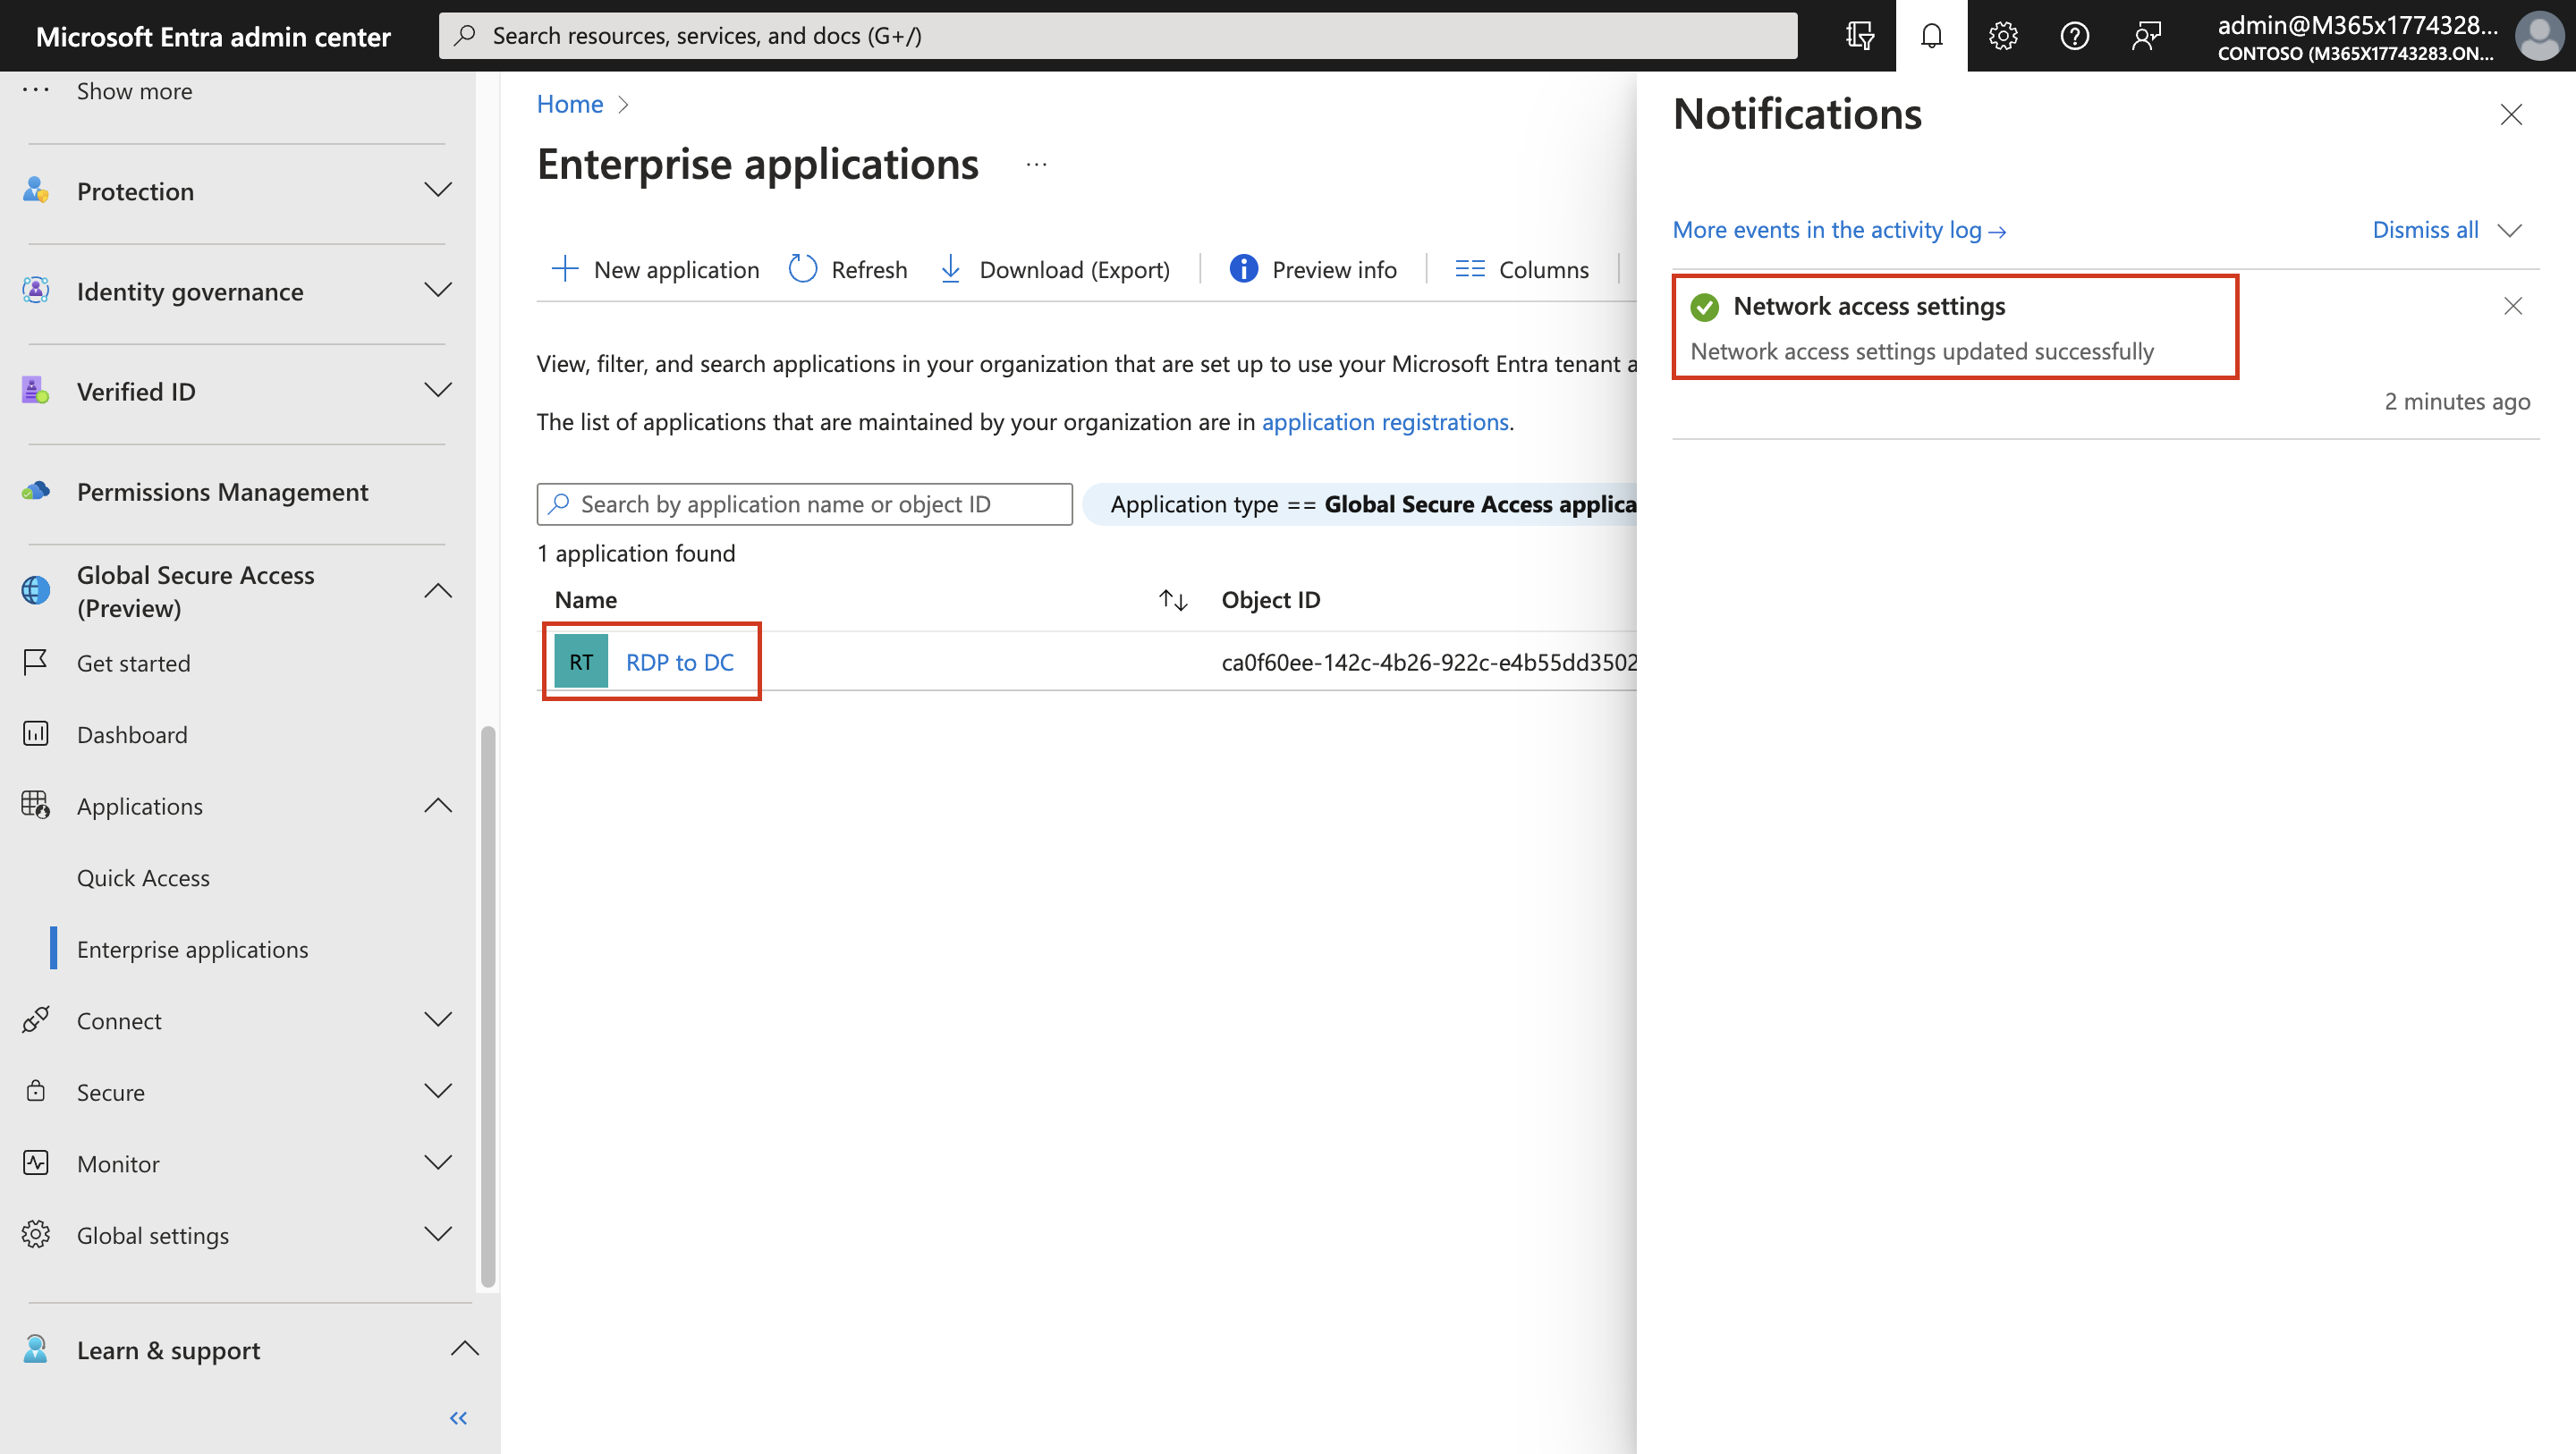 Microsoft Entra admin center
Search resources, services, and docs (G+/)
admin@M365x1774328...
CONTOSO (M365X17743283.ON...
··· Show more
Protection
Identity governance
Verified ID
Permissions Management
Global Secure Access
(Preview)
Get started
Dashboard
Applications
Quick Access
Enterprise applications
Connect
Secure
Monitor
Global settings
Learn & support
Home
Enterprise applications ···
New application
Refresh
Download (Export)
Preview info
Columns
View, filter, and search applications in your organization that are set up to use your Microsoft Entra tenant a
The list of applications that are maintained by your organization are in application registrations.
Search by application name or object ID
Application type == Global Secure Access applica
1 application found
Name
Object ID
RT
RDP to DC
ca0f60ee-142c-4b26-922c-e4b55dd3502
Notifications
More events in the activity log →
Dismiss all
Network access settings
Network access settings updated successfully
2 minutes ago